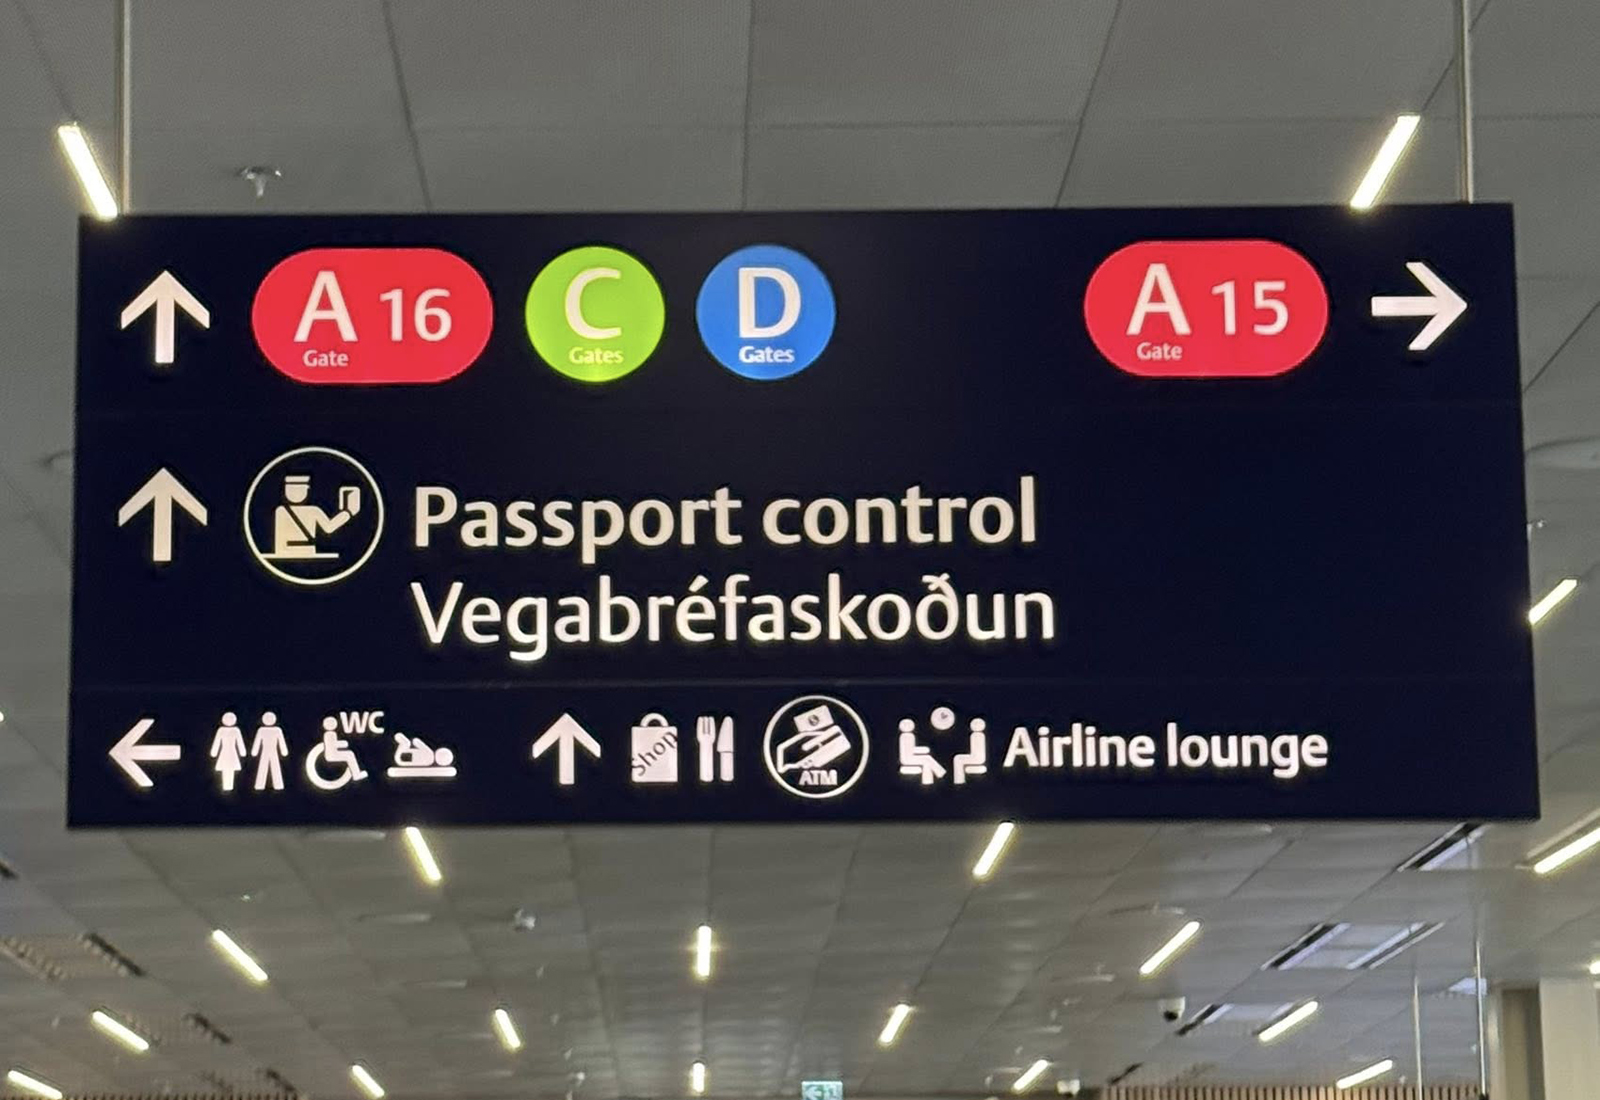 A 16 C D A 15
Gate Gates Gates Gate
Passport control
Vegabréfaskoðun
WC shop ATM Airline lounge